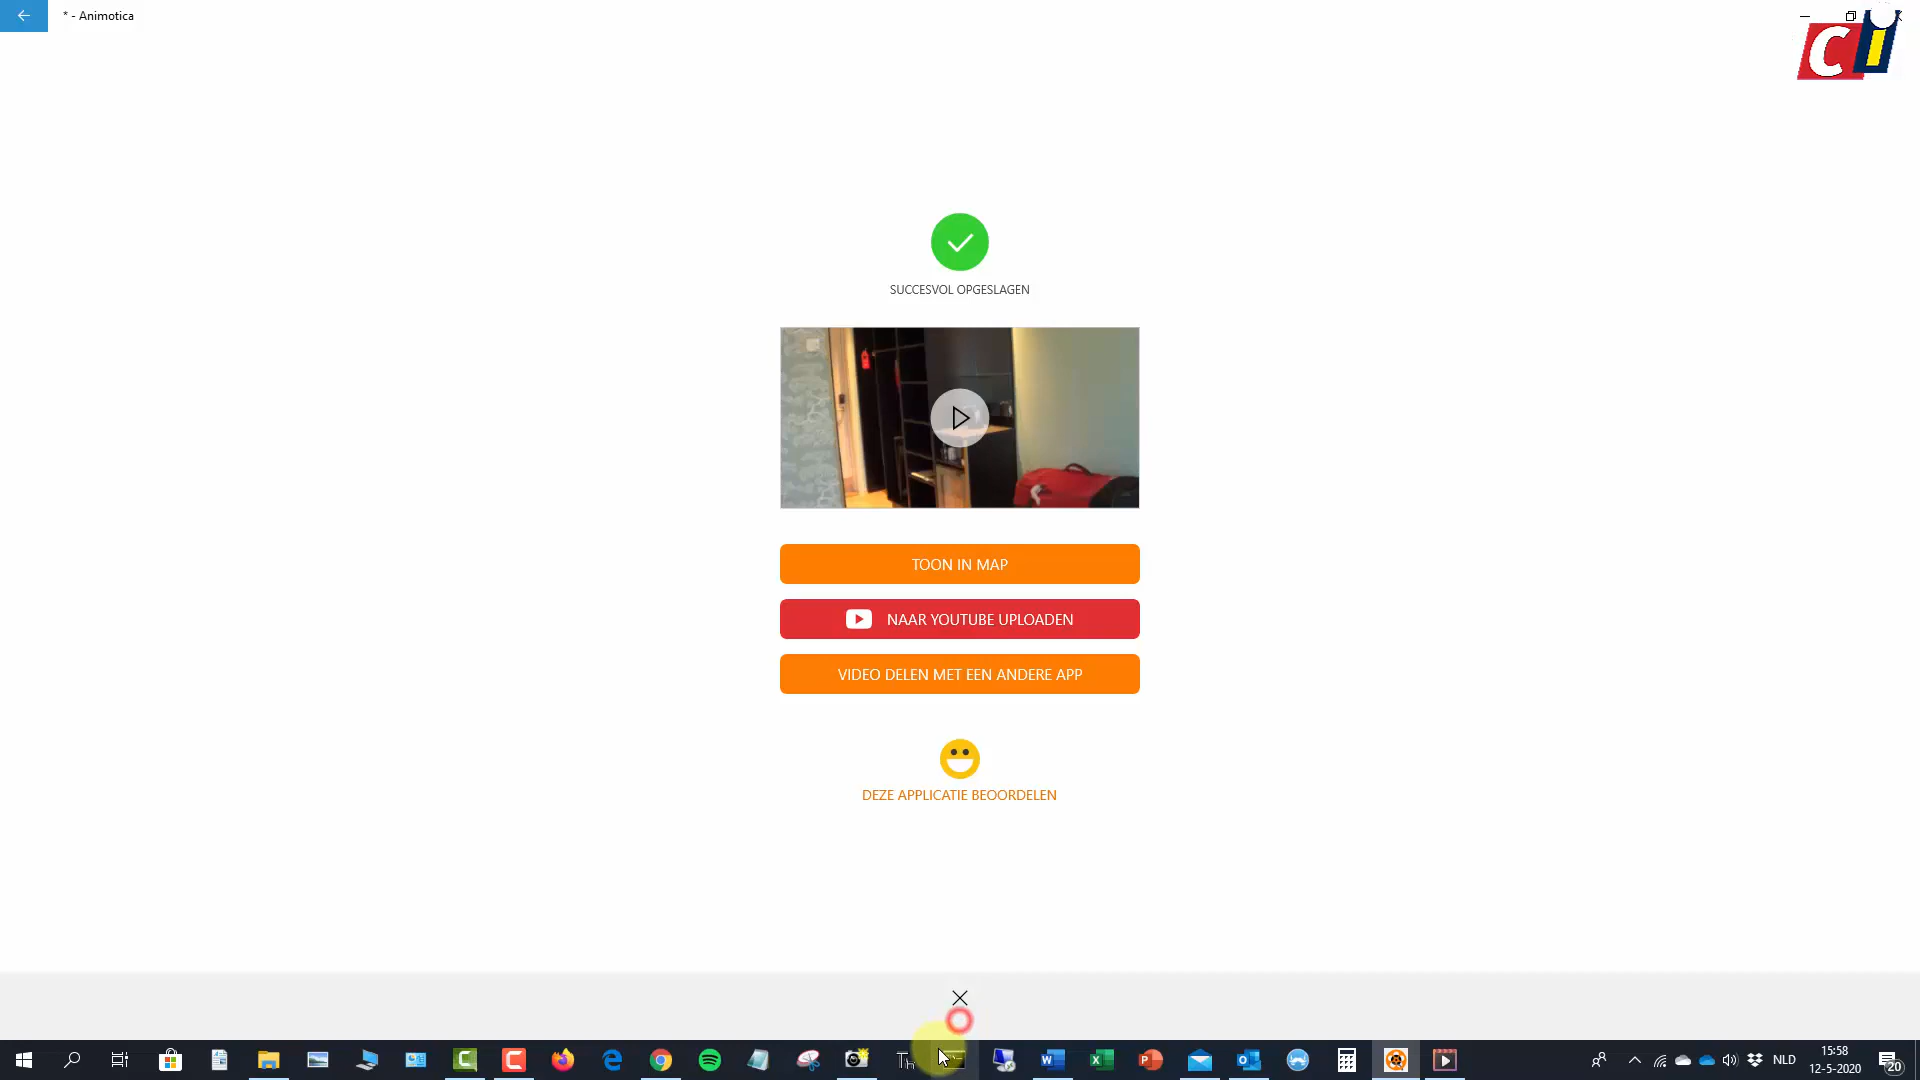 * - Animotica
Ci
SUCCESVOL OPGESLAGEN
TOON IN MAP
NAAR YOUTUBE UPLOADEN
VIDEO DELEN MET EEN ANDERE APP
DEZE APPLICATIE BEOORDELEN
NLD
15:58
12-5-2020
20